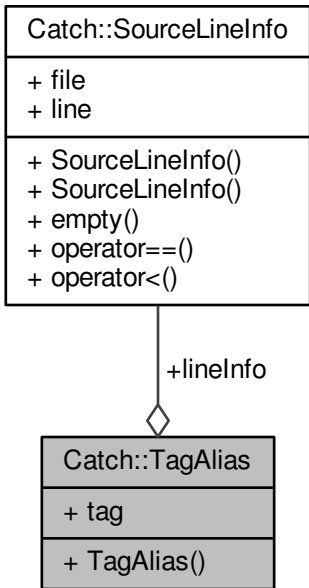 Catch::SourceLineInfo
+ file
+ line
+ SourceLineInfo()
+ SourceLineInfo()
+ empty()
+ operator==()
+ operator<()
+lineInfo
Catch::TagAlias
+ tag
+ TagAlias()